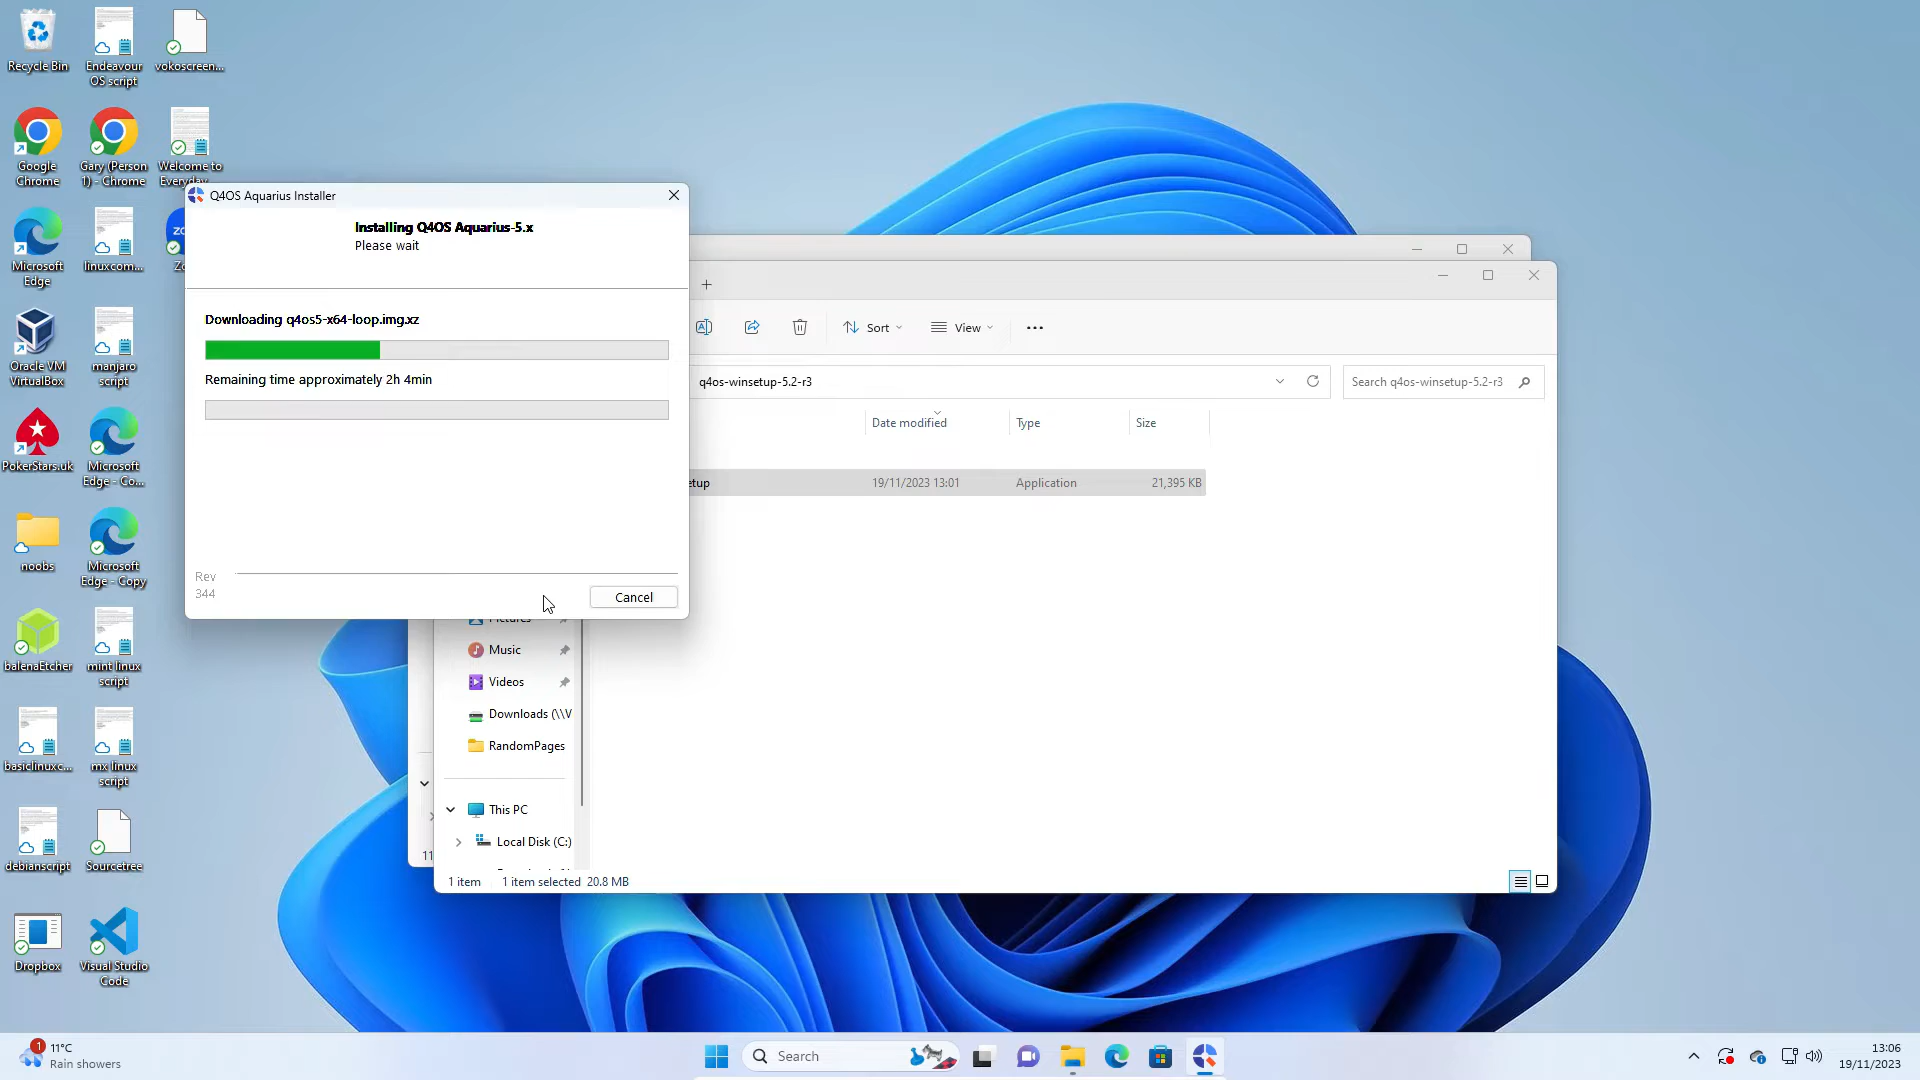 Recycle Bin
Endeavour
OS script
vokoscreen...
Google
Chrome
Gary (Person
1) - Chrome
Welcome to
Everyday...
Microsoft
Edge
linuxcom...
Oracle VM
VirtualBox
manjaro
script
PokerStars.uk
Microsoft
Edge - Co...
noobs
Microsoft
Edge - Copy
balenaEtcher
mint linux
script
basiclinuxc...
mx linux
script
debianscript
Sourcetree
Dropbox
Visual Studio
Code
Q4OS Aquarius Installer
Installing Q4OS Aquarius-5.x
Please wait
Downloading q4os5-x64-loop.img.xz
Remaining time approximately 2h 4min
Rev
344
Cancel
Sort
View
q4os-winsetup-5.2-r3
Search q4os-winsetup-5.2-r3
Date modified
Type
Size
etup
19/11/2023 13:01
Application
21,395 KB
Pictures
Music
Videos
Downloads (\\V
RandomPages
This PC
Local Disk (C:)
11
1 item
1 item selected 20.8 MB
1
11°C
Rain showers
Search
13:06
19/11/2023